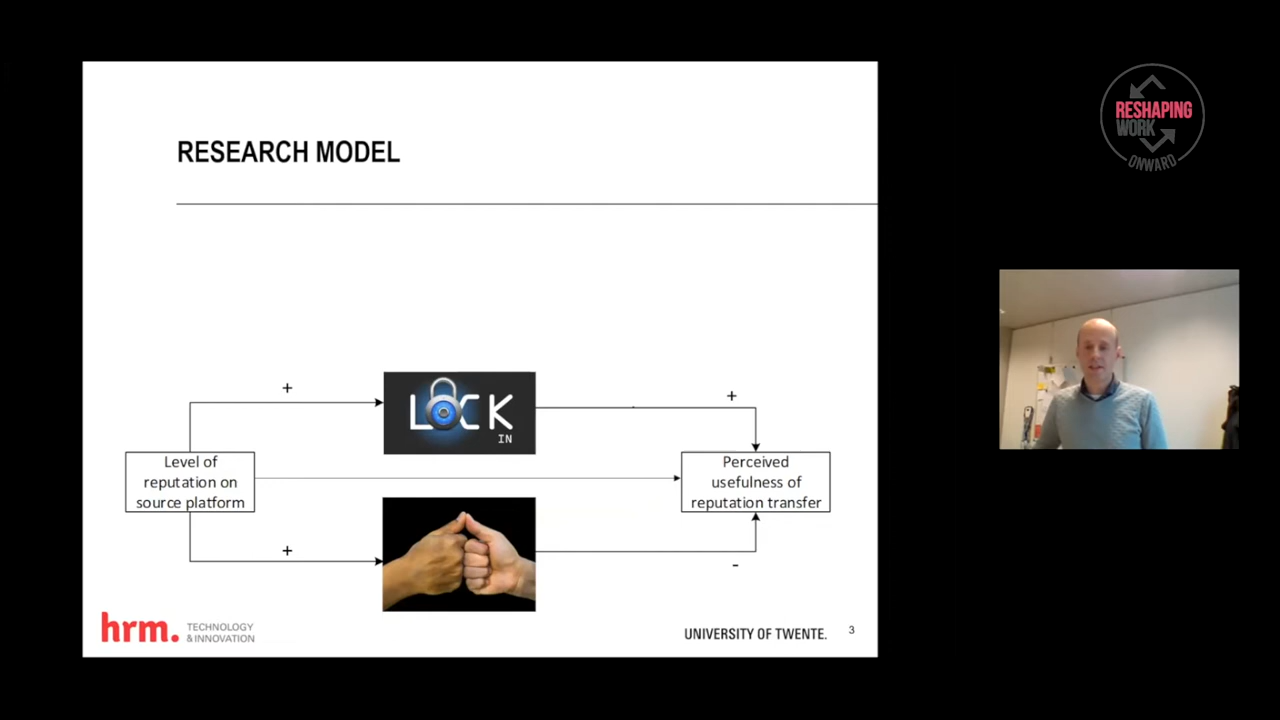 RESHAPING
WORK
ONWARD
RESEARCH MODEL
+
LOCK
IN
+
Level of
reputation on
source platform
Perceived
usefulness of
reputation transfer
+
-
hrm. TECHNOLOGY
& INNOVATION
UNIVERSITY OF TWENTE.
3